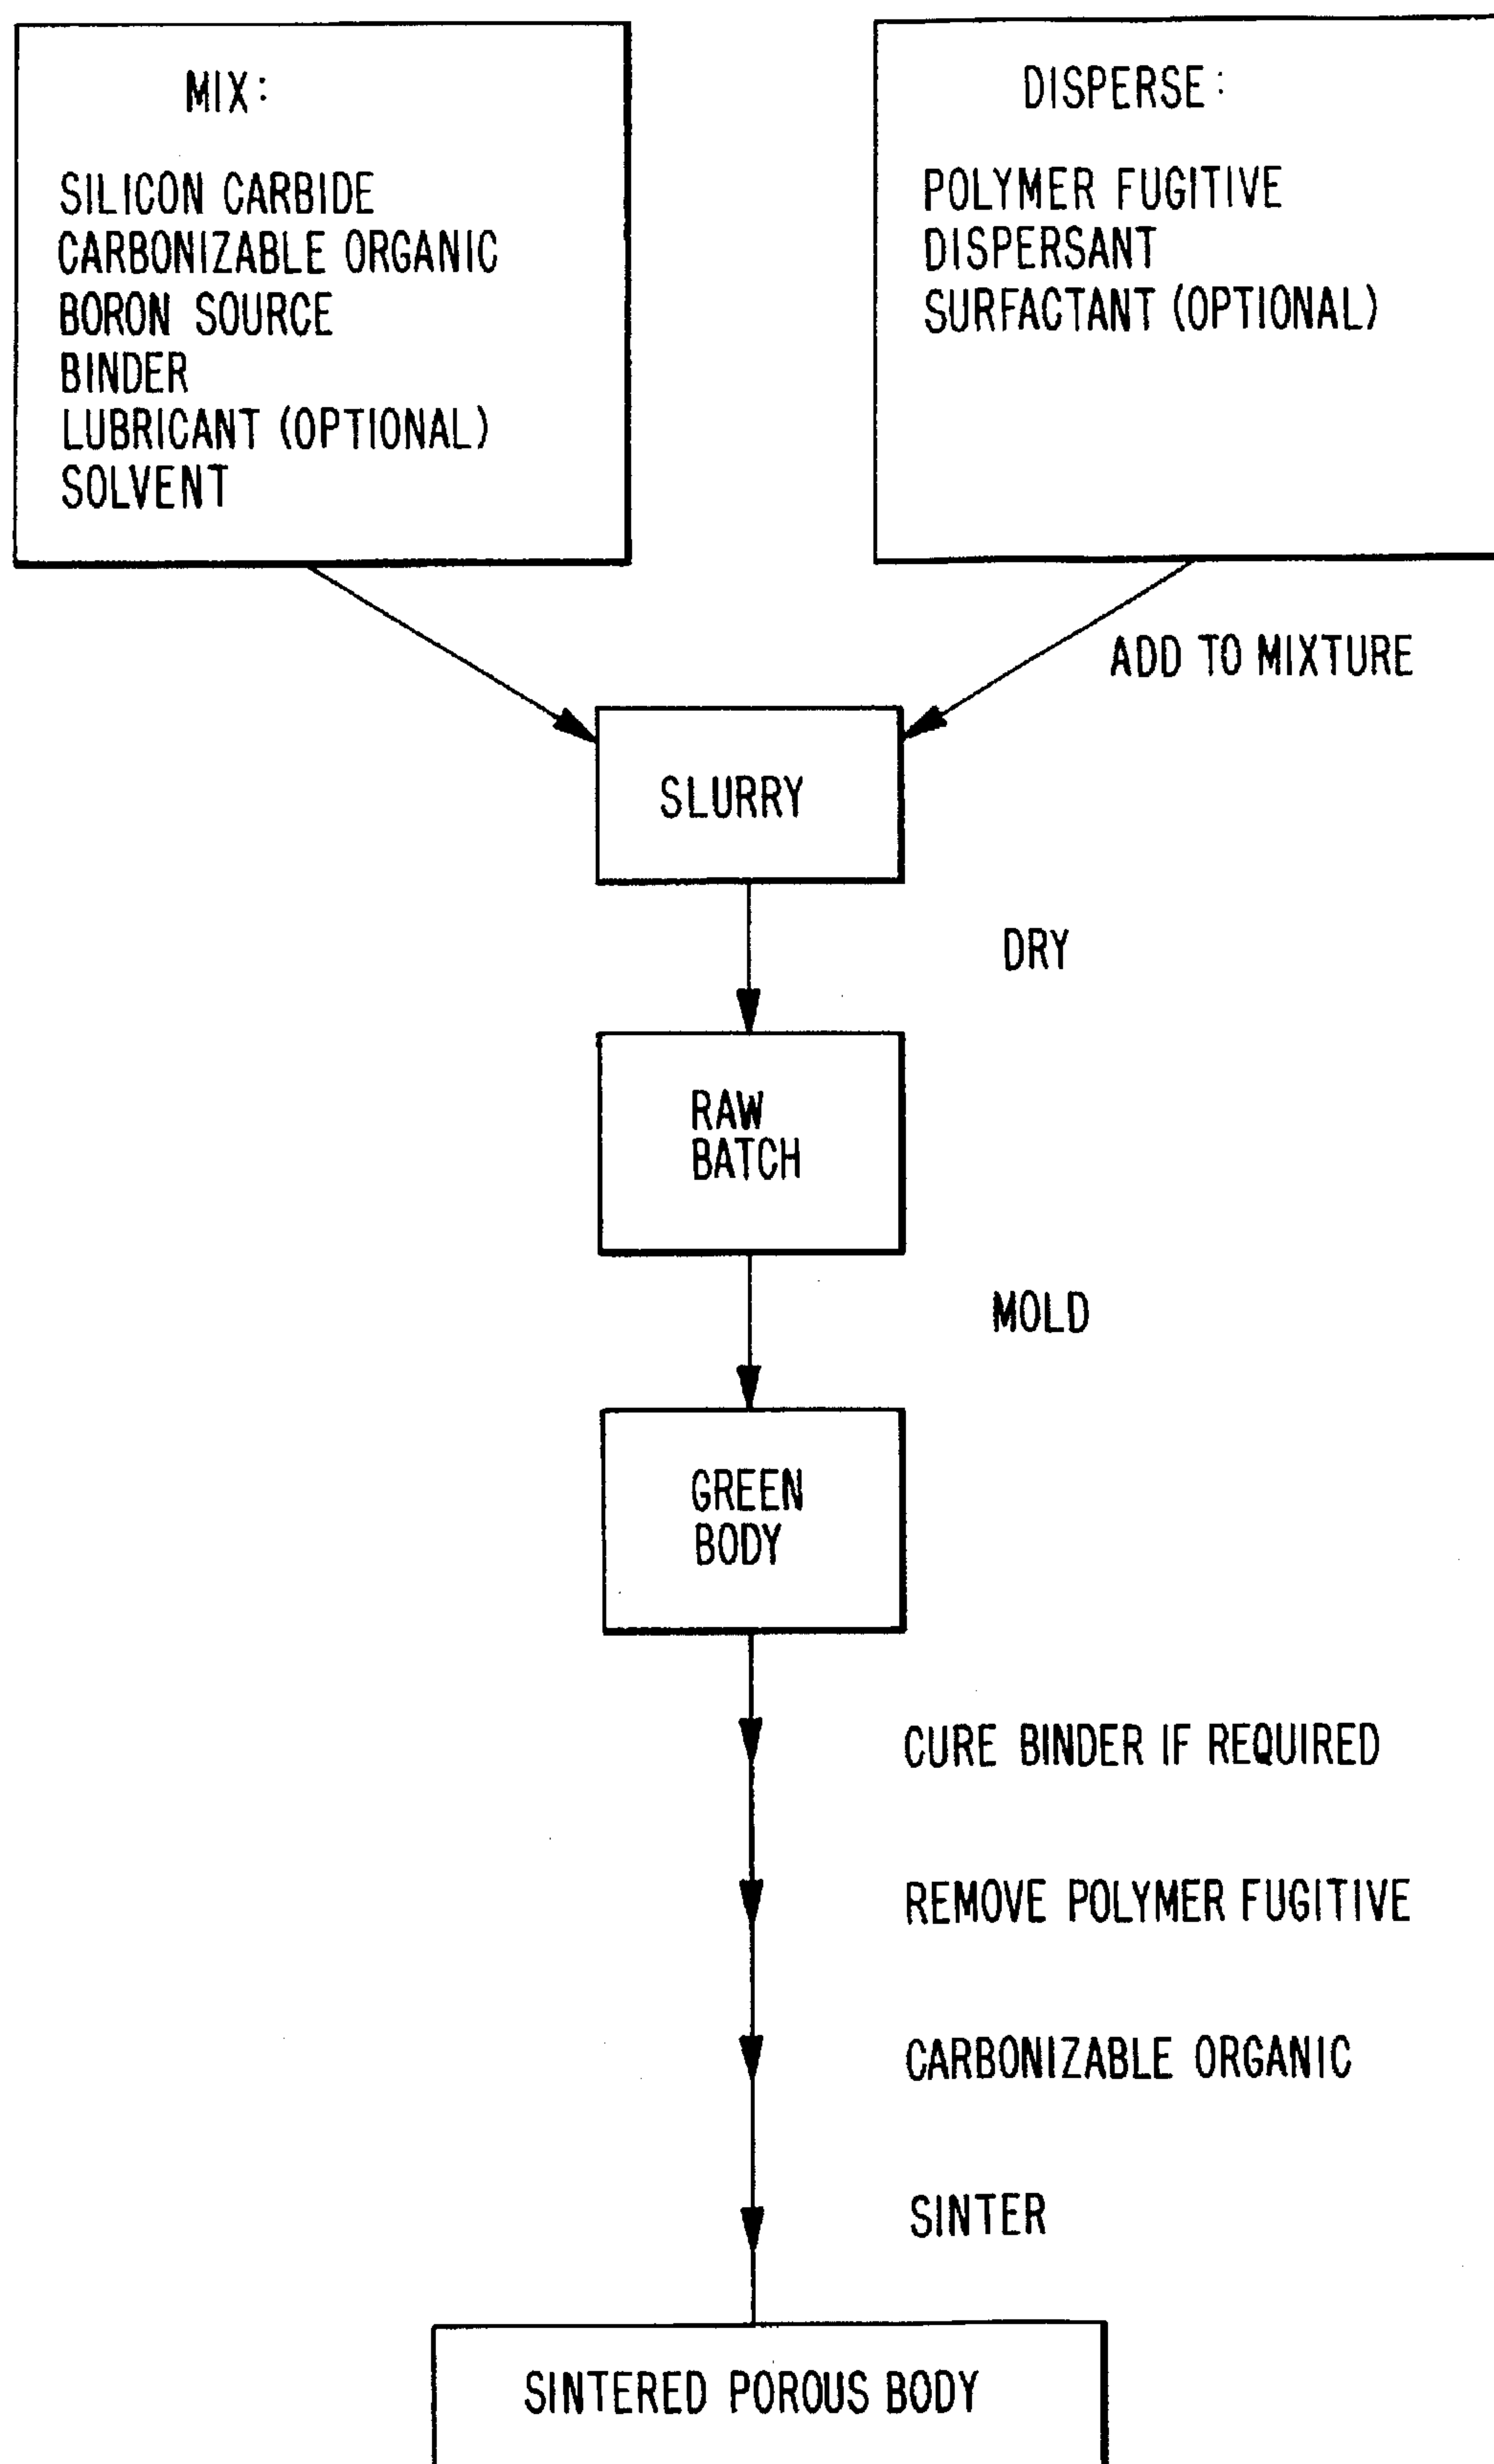 MIX:
SILICON CARBIDE
CARBONIZABLE ORGANIC
BORON SOURCE
BINDER
LUBRICANT (OPTIONAL)
SOLVENT
DISPERSE:
POLYMER FUGITIVE
DISPERSANT
SURFACTANT (OPTIONAL)
ADD TO MIXTURE
SLURRY
DRY
RAW
BATCH
MOLD
GREEN
BODY
CURE BINDER IF REQUIRED
REMOVE POLYMER FUGITIVE
CARBONIZABLE ORGANIC
SINTER
SINTERED POROUS BODY